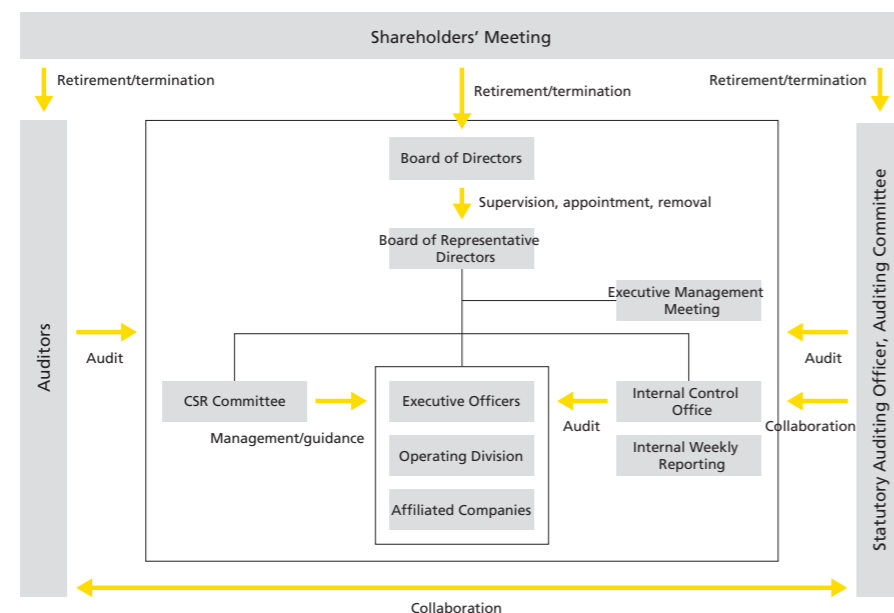 Shareholders' Meeting
Retirement/termination
Retirement/termination
Retirement/termination
Board of Directors
Supervision, appointment, removal
Board of Representative
Directors
Executive Management
Meeting
Auditors
Audit
Statutory Auditing Officer, Auditing Committee
Audit
CSR Committee
Management/guidance
Executive Officers
Audit
Internal Control
Office
Collaboration
Operating Division
Internal Weekly
Reporting
Affiliated Companies
Collaboration